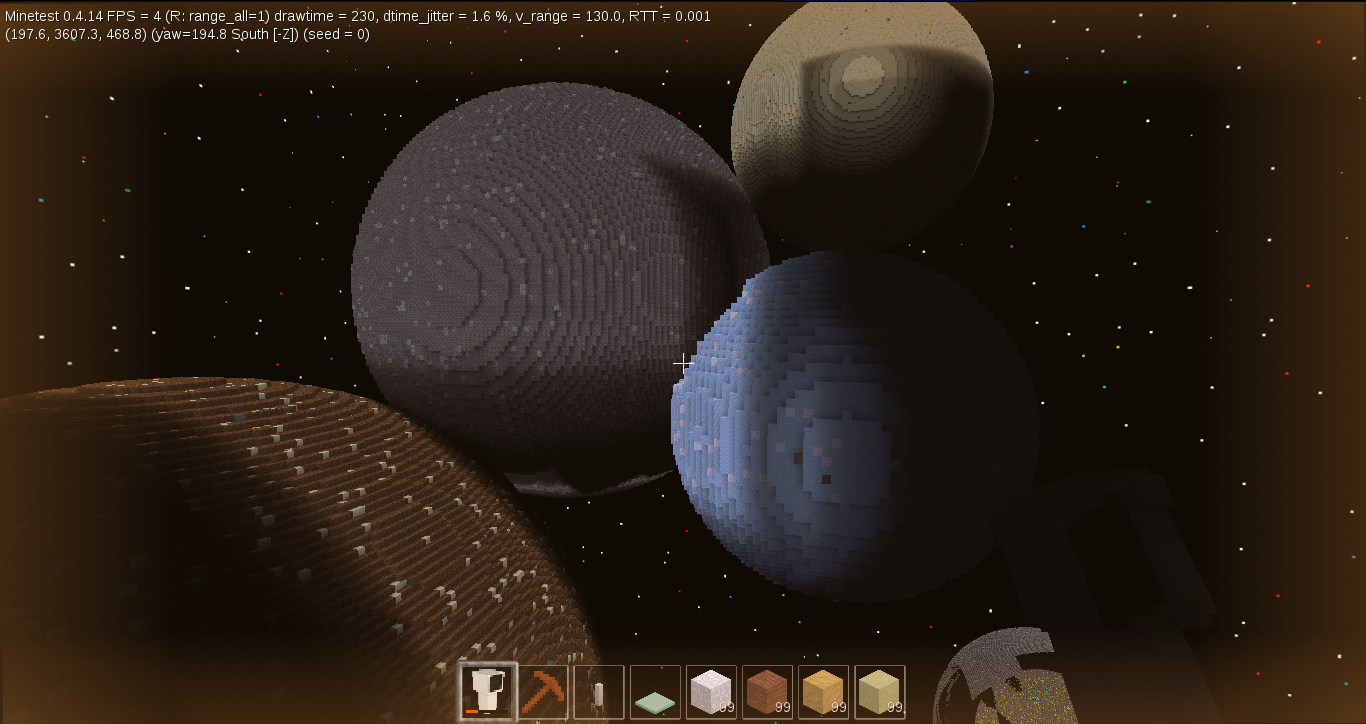 Minetest 0.4.14 FPS = 4 (R: range_all=1) drawtime = 230, dtime_jitter = 1.6 %, v_range = 130.0, RTT = 0.001
(197.6, 3607.3, 468.8) (yaw=194.8 South [-Z]) (seed = 0)
99 99 99 99